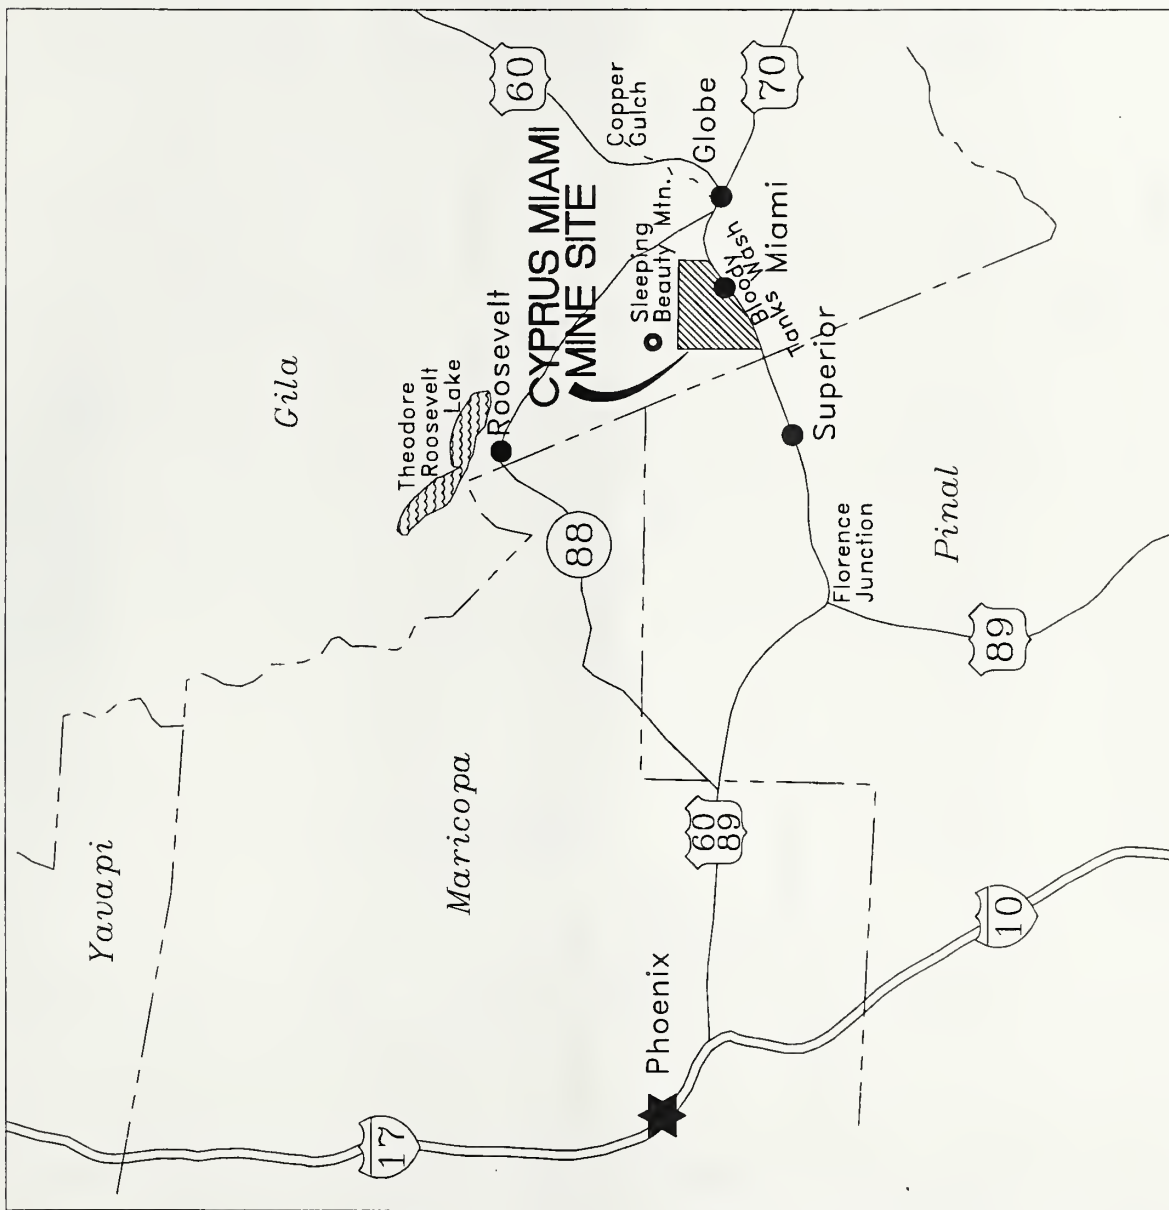 Yavapi
Gila
Maricopa
Pinal
17
Phoenix
10
60
89
88
89
60
70
Theodore
Roosevelt
Lake
Roosevelt
CYPRUS MIAMI
MINE SITE
Sleeping
Beauty Mtn.
Copper
Gulch
Globe
Bloody
Tanks Wash
Miami
Superior
Florence
Junction